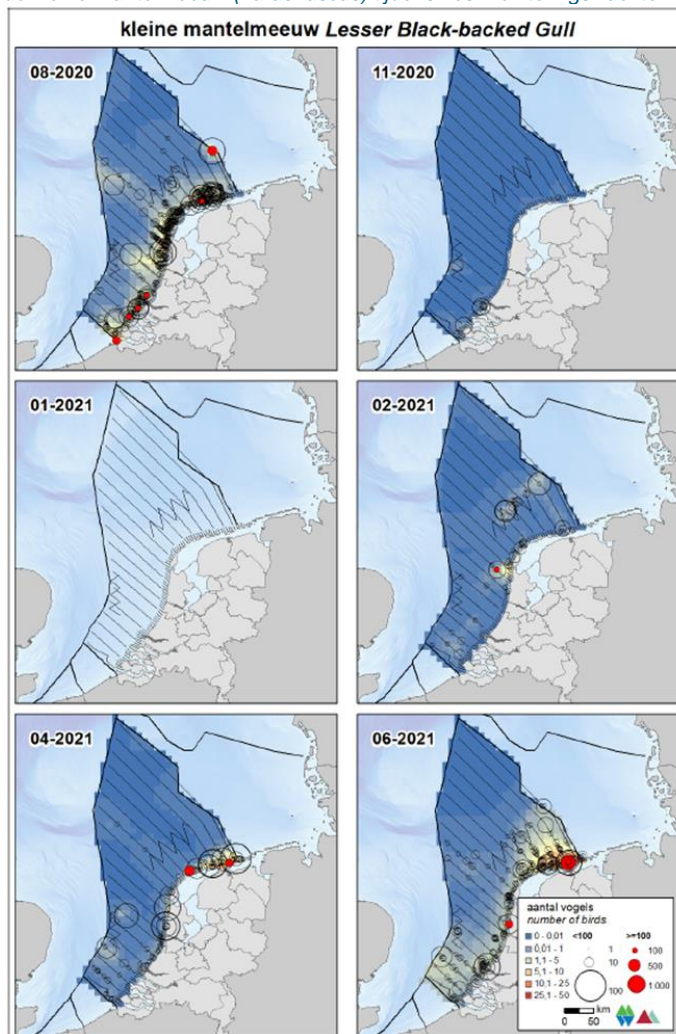 kleine mantelmeeuw Lesser Black-backed Gull
08-2020
11-2020
01-2021
02-2021
04-2021
06-2021
aantal vogels
number of birds
0 - 0,01
0,01 - 1
1,1 - 5
5,1 - 10
10,1 - 25
25,1 - 50
<100
1
10
100
>=100
100
500
1.000
0 50
km